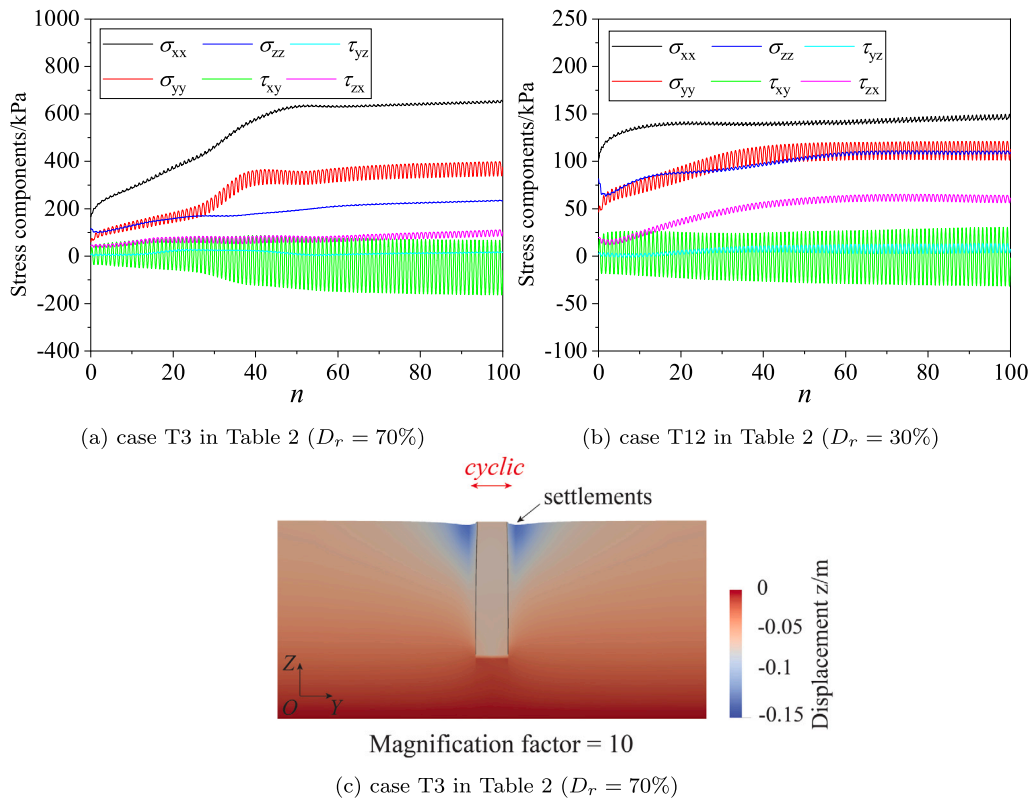 1000
800
600
400
200
0
-200
-400
Stress components/kPa
σxx σzz τyz
σyy τxy τzx
0 20 40 60 80 100
n
250
200
150
100
50
0
-50
-100
Stress components/kPa
σxx σzz τyz
σyy τxy τzx
0 20 40 60 80 100
n
(a) case T3 in Table 2 (Dr = 70%)
(b) case T12 in Table 2 (Dr = 30%)
cyclic
settlements
0
-0.05
-0.1
-0.15
Displacement z/m
Z
O Y
Magnification factor = 10
(c) case T3 in Table 2 (Dr = 70%)